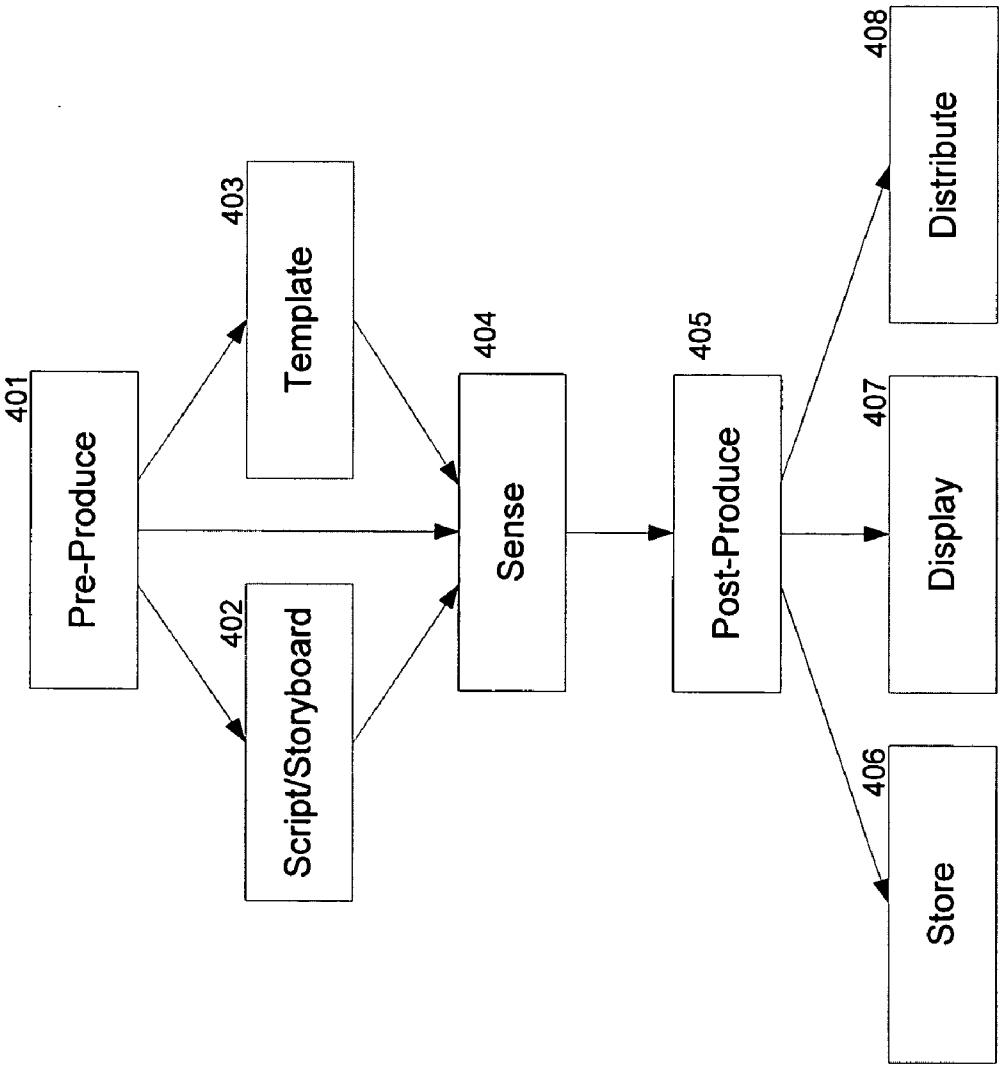 401
Pre-Produce
402
Script/Storyboard
403
Template
404
Sense
405
Post-Produce
406
Store
407
Display
408
Distribute